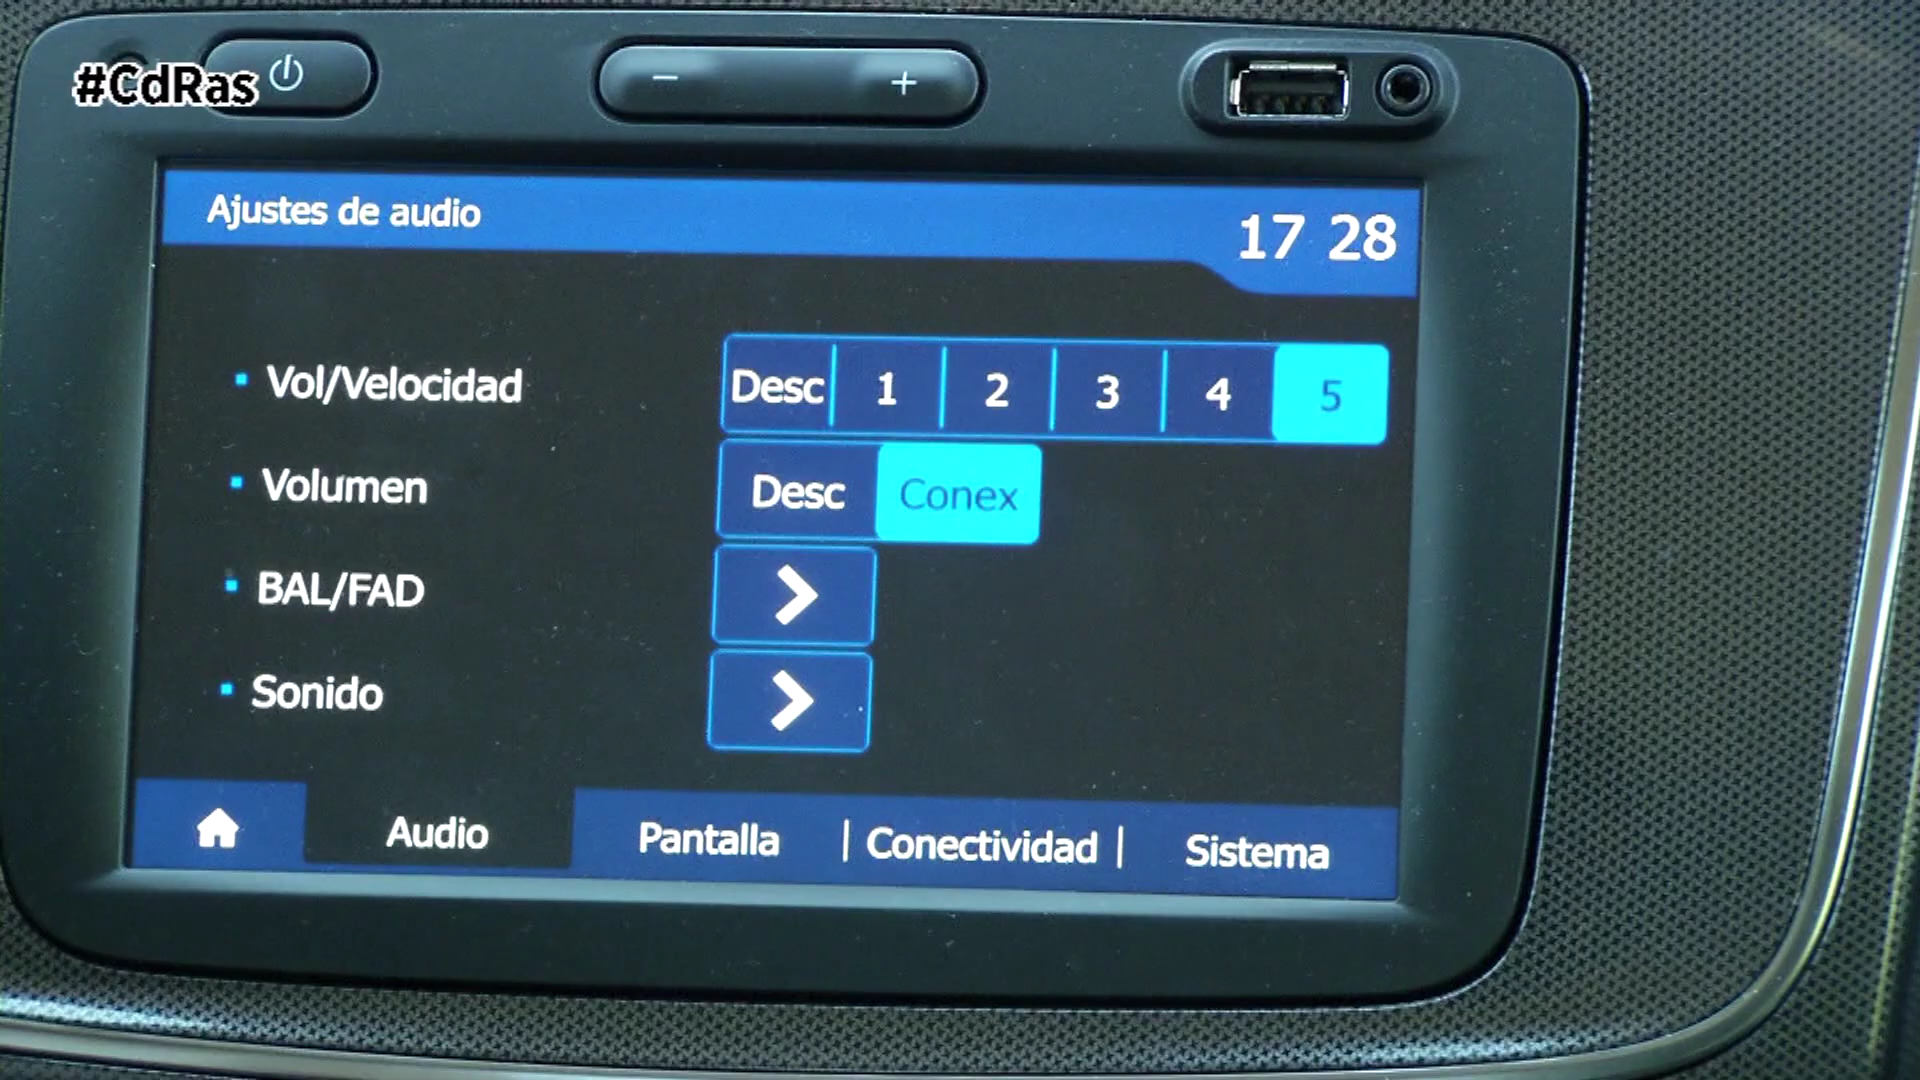 #CdRas
Ajustes de audio
17 28
Vol/Velocidad Desc 1 2 3 4 5
Volumen Desc Conex
BAL/FAD
Sonido
Audio Pantalla | Conectividad | Sistema